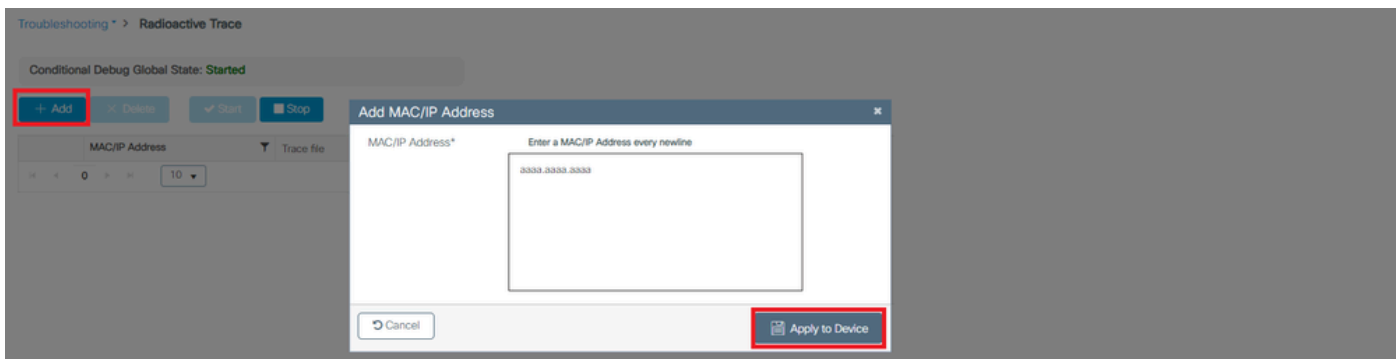 Troubleshooting * > Radioactive Trace
Conditional Debug Global State: Started
+ Add × Delete ✓ Start Stop
MAC/IP Address Trace file
0 10
Add MAC/IP Address ×
MAC/IP Address* Enter a MAC/IP Address every newline
aaaa.aaaa.aaaa
Cancel Apply to Device